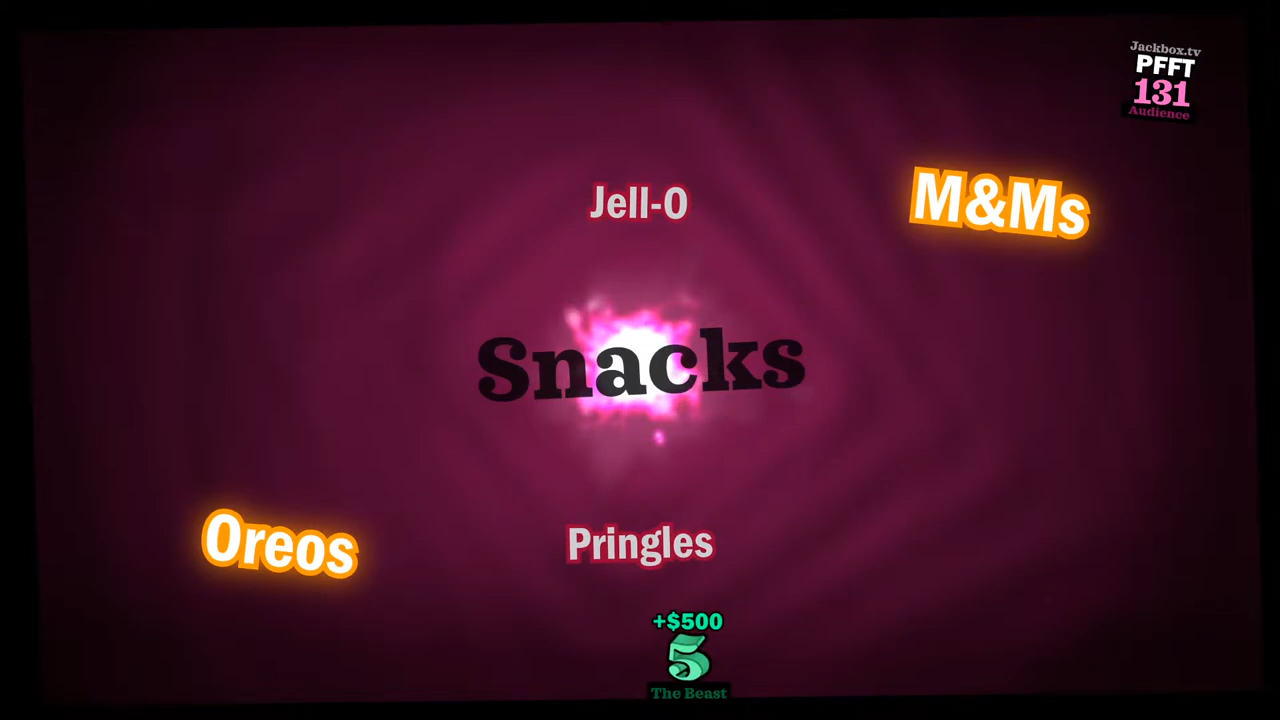 Jackbox.tv
PFFT
131
Audience
M&Ms
Jell-O
Snacks
Oreos
Pringles
+$500
5
The Beast